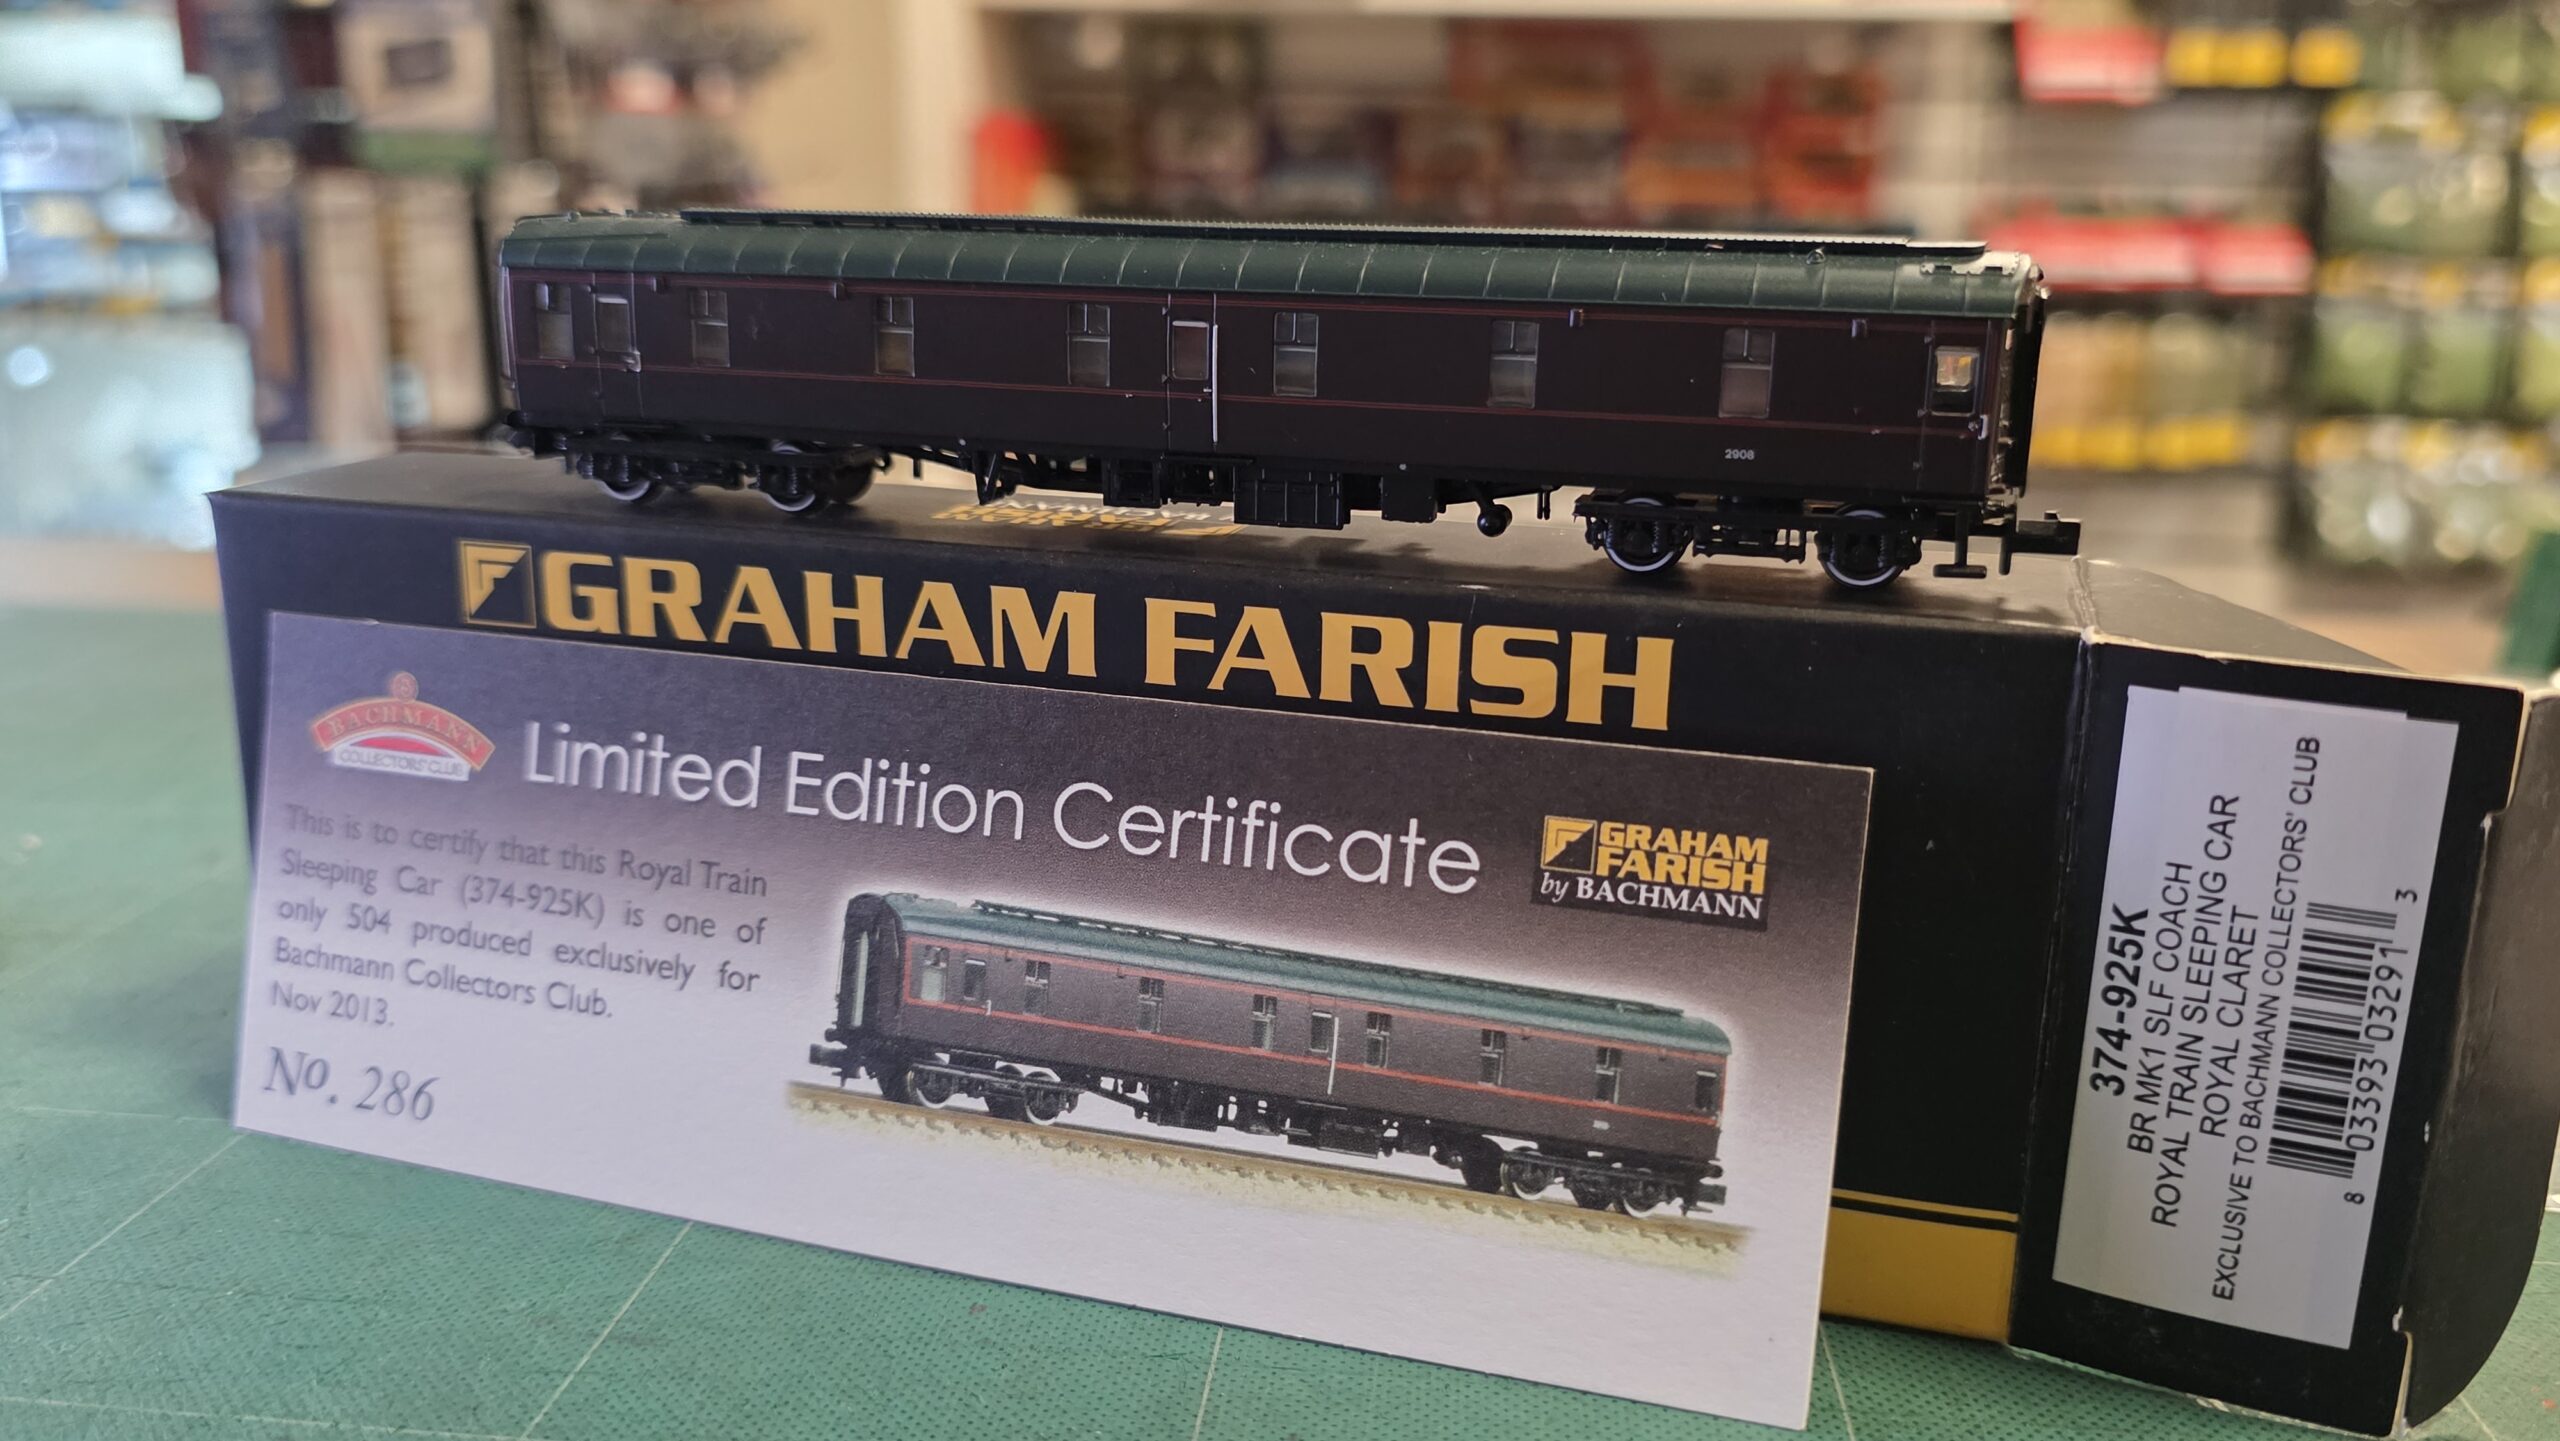 2908
GRAHAM FARISH
BACHMANN
COLLECTORS' CLUB
Limited Edition Certificate
GRAHAM
FARISH
by BACHMANN
This is to certify that this Royal Train
Sleeping Car (374-925K) is one of
only 504 produced exclusively for
Bachmann Collectors Club.
Nov 2013.
No. 286
374-925K
BR MK1 SLF COACH
ROYAL TRAIN SLEEPING CAR
ROYAL CLARET
EXCLUSIVE TO BACHMANN COLLECTORS' CLUB
8 033393 032913